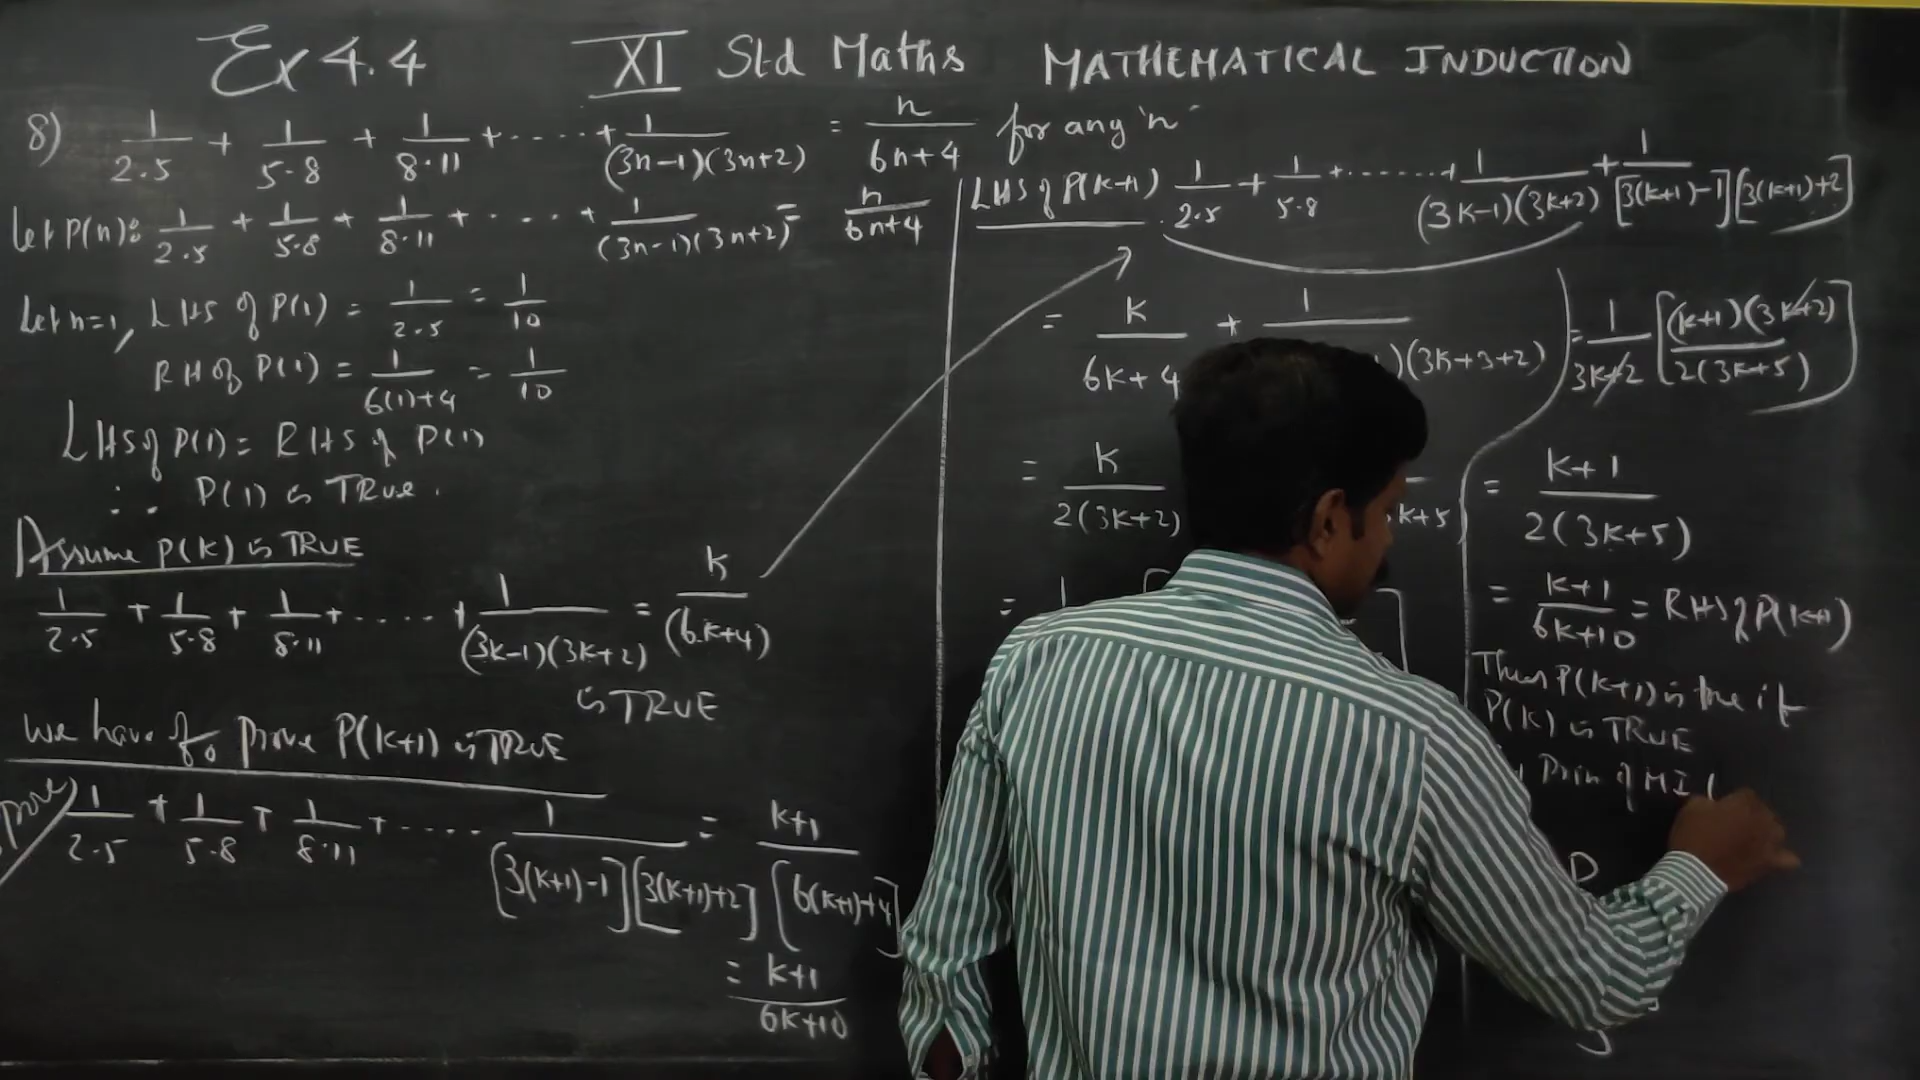 Ex 4.4 XI Std Maths MATHEMATICAL INDUCTION
8) 1/2.5 + 1/5.8 + 1/8.11 + ..... + 1/(3n-1)(3n+2) = n/6n+4 for any 'n'
Let P(n): 1/2.5 + 1/5.8 + 1/8.11 + .... + 1/(3n-1)(3n+2) = n/6n+4
Let n=1, LHS of P(1) = 1/2.5 = 1/10
RH of P(1) = 1/6(1)+4 = 1/10
LHS of P(1) = RHS of P(1)
∴ P(1) is TRUE.
Assume P(k) is TRUE
1/2.5 + 1/5.8 + 1/8.11 + ..... + 1/(3k-1)(3k+2) = k/(6k+4)
is TRUE
We have to prove P(k+1) is TRUE
1/2.5 + 1/5.8 + 1/8.11 + ..... 1/[3(k+1)-1][3(k+1)+2] = k+1/[6(k+1)+4]
= k+1/6k+10
LHS of P(k+1) 1/2.5 + 1/5.8 + ...... + 1/(3k-1)(3k+2) + 1/[3(k+1)-1][3(k+1)+2]
= k/6k+4 + 1/ )(3k+3+2)
= k/2(3k+2) k+5
= 1
= 1/3k+2 [(k+1)(3k+2)/2(3k+5)]
= k+1/2(3k+5)
= k+1/6k+10 = RHS of P(k+1)
Thus P(k+1) is true if
P(k) is TRUE
Prin of MI